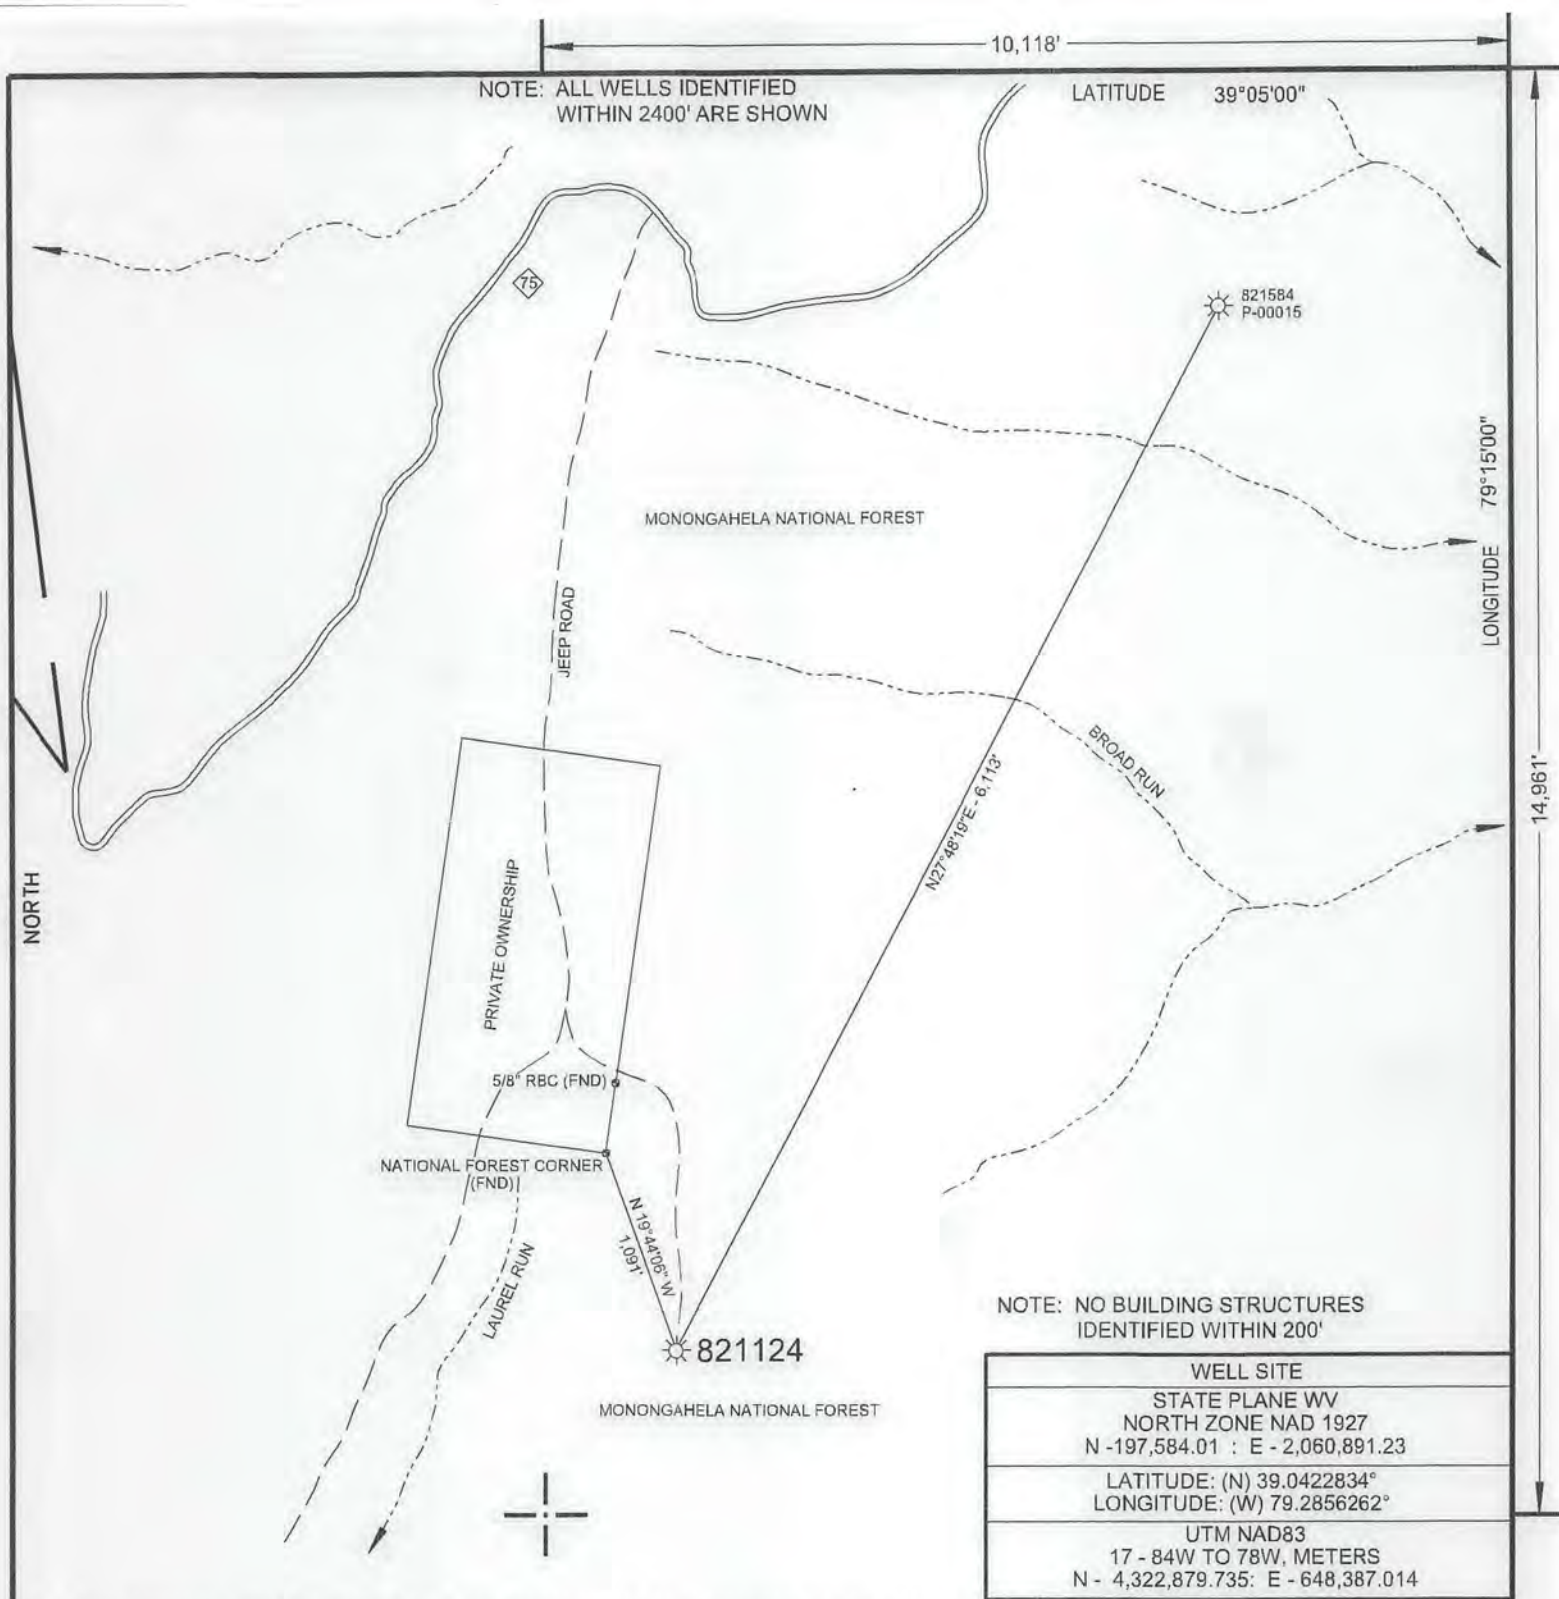 10,118'
NOTE: ALL WELLS IDENTIFIED
WITHIN 2400' ARE SHOWN
LATITUDE 39°05'00"
75
821584
P-00015
LONGITUDE 79°15'00"
MONONGAHELA NATIONAL FOREST
JEEP ROAD
BROAD RUN
N27°48'19"E - 6,113'
14,961'
NORTH
PRIVATE OWNERSHIP
5/8" RBC (FND)
NATIONAL FOREST CORNER
(FND)
N 19°44'06" W
1,091'
LAUREL RUN
821124
MONONGAHELA NATIONAL FOREST
NOTE: NO BUILDING STRUCTURES
IDENTIFIED WITHIN 200'
WELL SITE
STATE PLANE WV
NORTH ZONE NAD 1927
N -197,584.01 : E - 2,060,891.23
LATITUDE: (N) 39.0422834°
LONGITUDE: (W) 79.2856262°
UTM NAD83
17 - 84W TO 78W, METERS
N - 4,322,879.735: E - 648,387.014